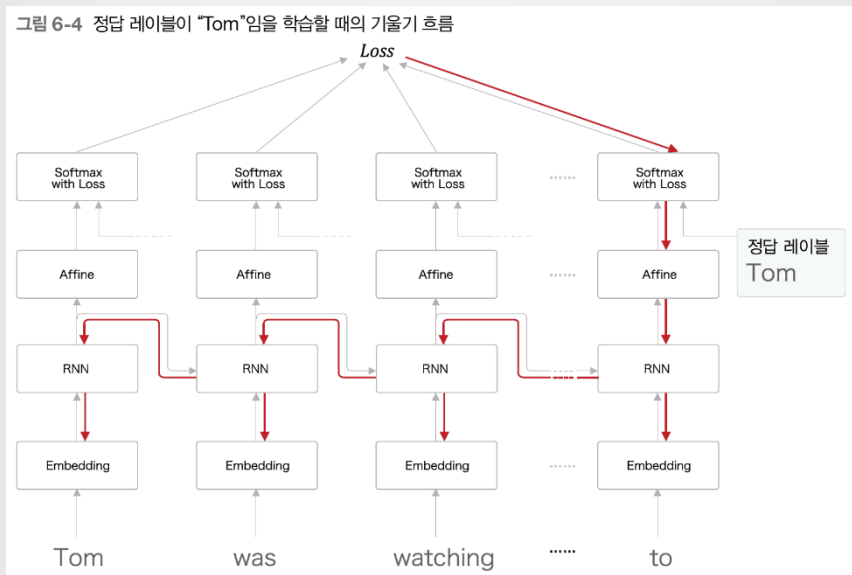 그림 6-4 정답 레이블이 “Tom”임을 학습할 때의 기울기 흐름
Loss
Softmax
with Loss
Softmax
with Loss
Softmax
with Loss
......
Softmax
with Loss
Affine
Affine
Affine
......
Affine
정답 레이블
Tom
RNN
RNN
RNN
RNN
Embedding
Embedding
Embedding
......
Embedding
Tom
was
watching
......
to